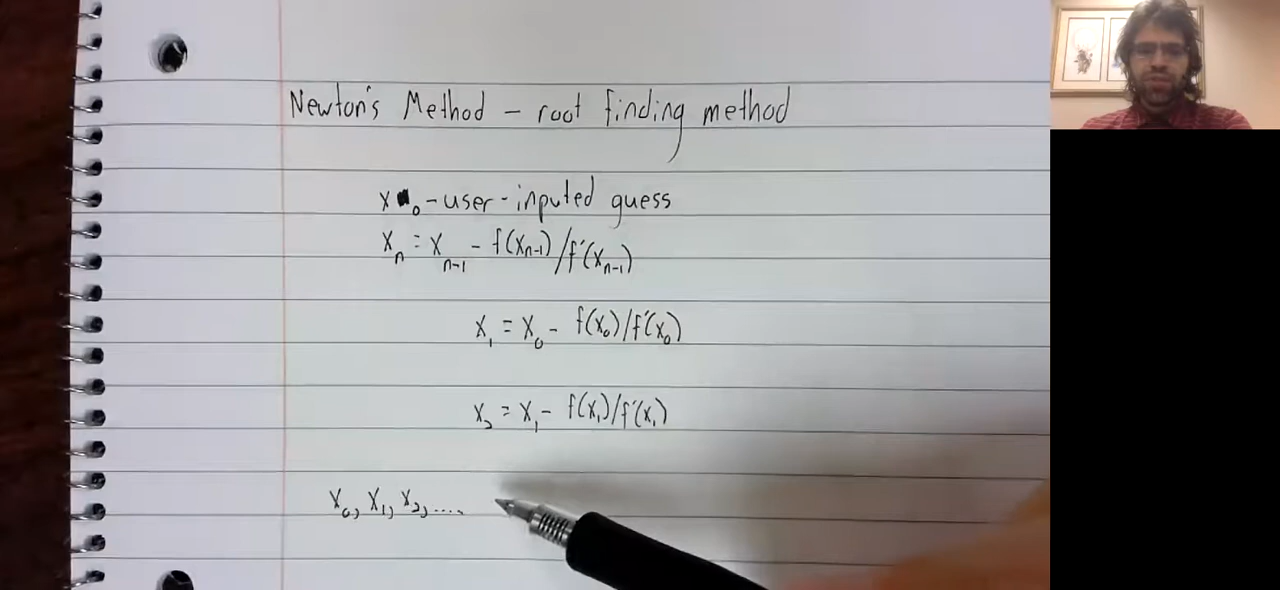 Newton's Method - root finding method
x₀ - user-inputed guess
xₙ = xₙ₋₁ - f(xₙ₋₁)/f'(xₙ₋₁)
x₁ = x₀ - f(x₀)/f'(x₀)
x₂ = x₁ - f(x₁)/f'(x₁)
x₀, x₁, x₂, ....